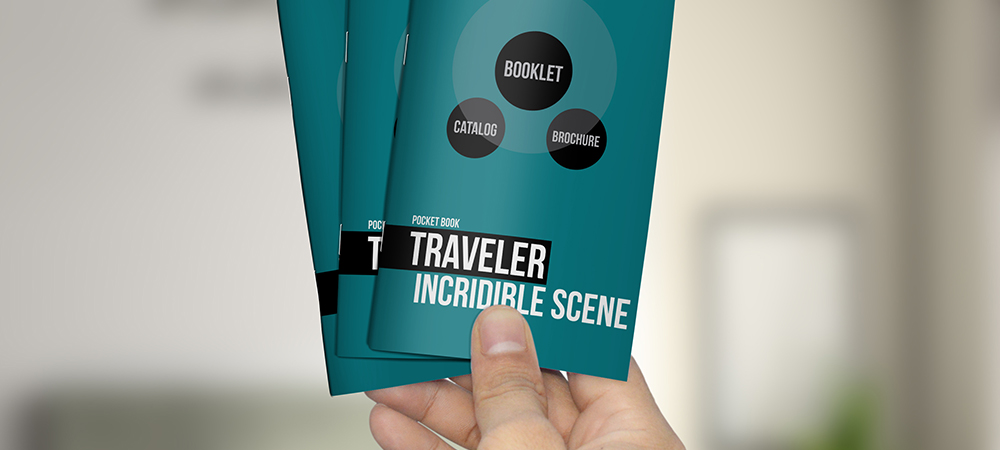 BOOKLET
CATALOG
BROCHURE
POCKET BOOK
TRAVELER
INCRIDIBLE SCENE